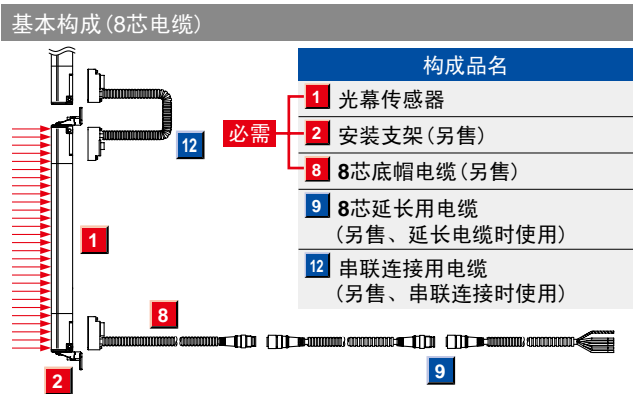 基本构成(8芯电缆)
构成品名
必需
1 光幕传感器
2 安装支架(另售)
8 8芯底帽电缆(另售)
9 8芯延长用电缆
(另售、延长电缆时使用)
12 串联连接用电缆
(另售、串联连接时使用)
12
1
8
9
2